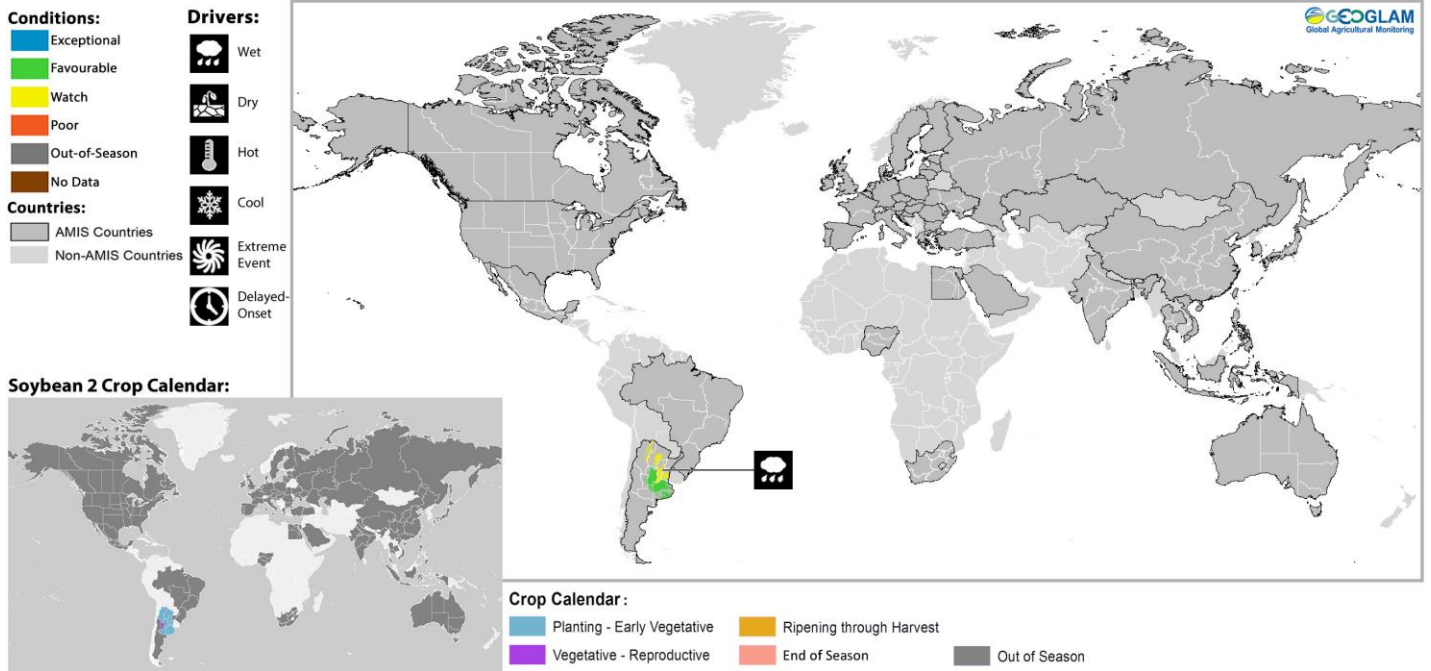 Conditions:
Exceptional
Favourable
Watch
Poor
Out-of-Season
No Data
Countries:
AMIS Countries
Non-AMIS Countries
Drivers:
Wet
Dry
Hot
Cool
Extreme
Event
Delayed-
Onset
GEOGLAM
Global Agricultural Monitoring
Soybean 2 Crop Calendar:
Crop Calendar :
Planting - Early Vegetative
Vegetative - Reproductive
Ripening through Harvest
End of Season
Out of Season